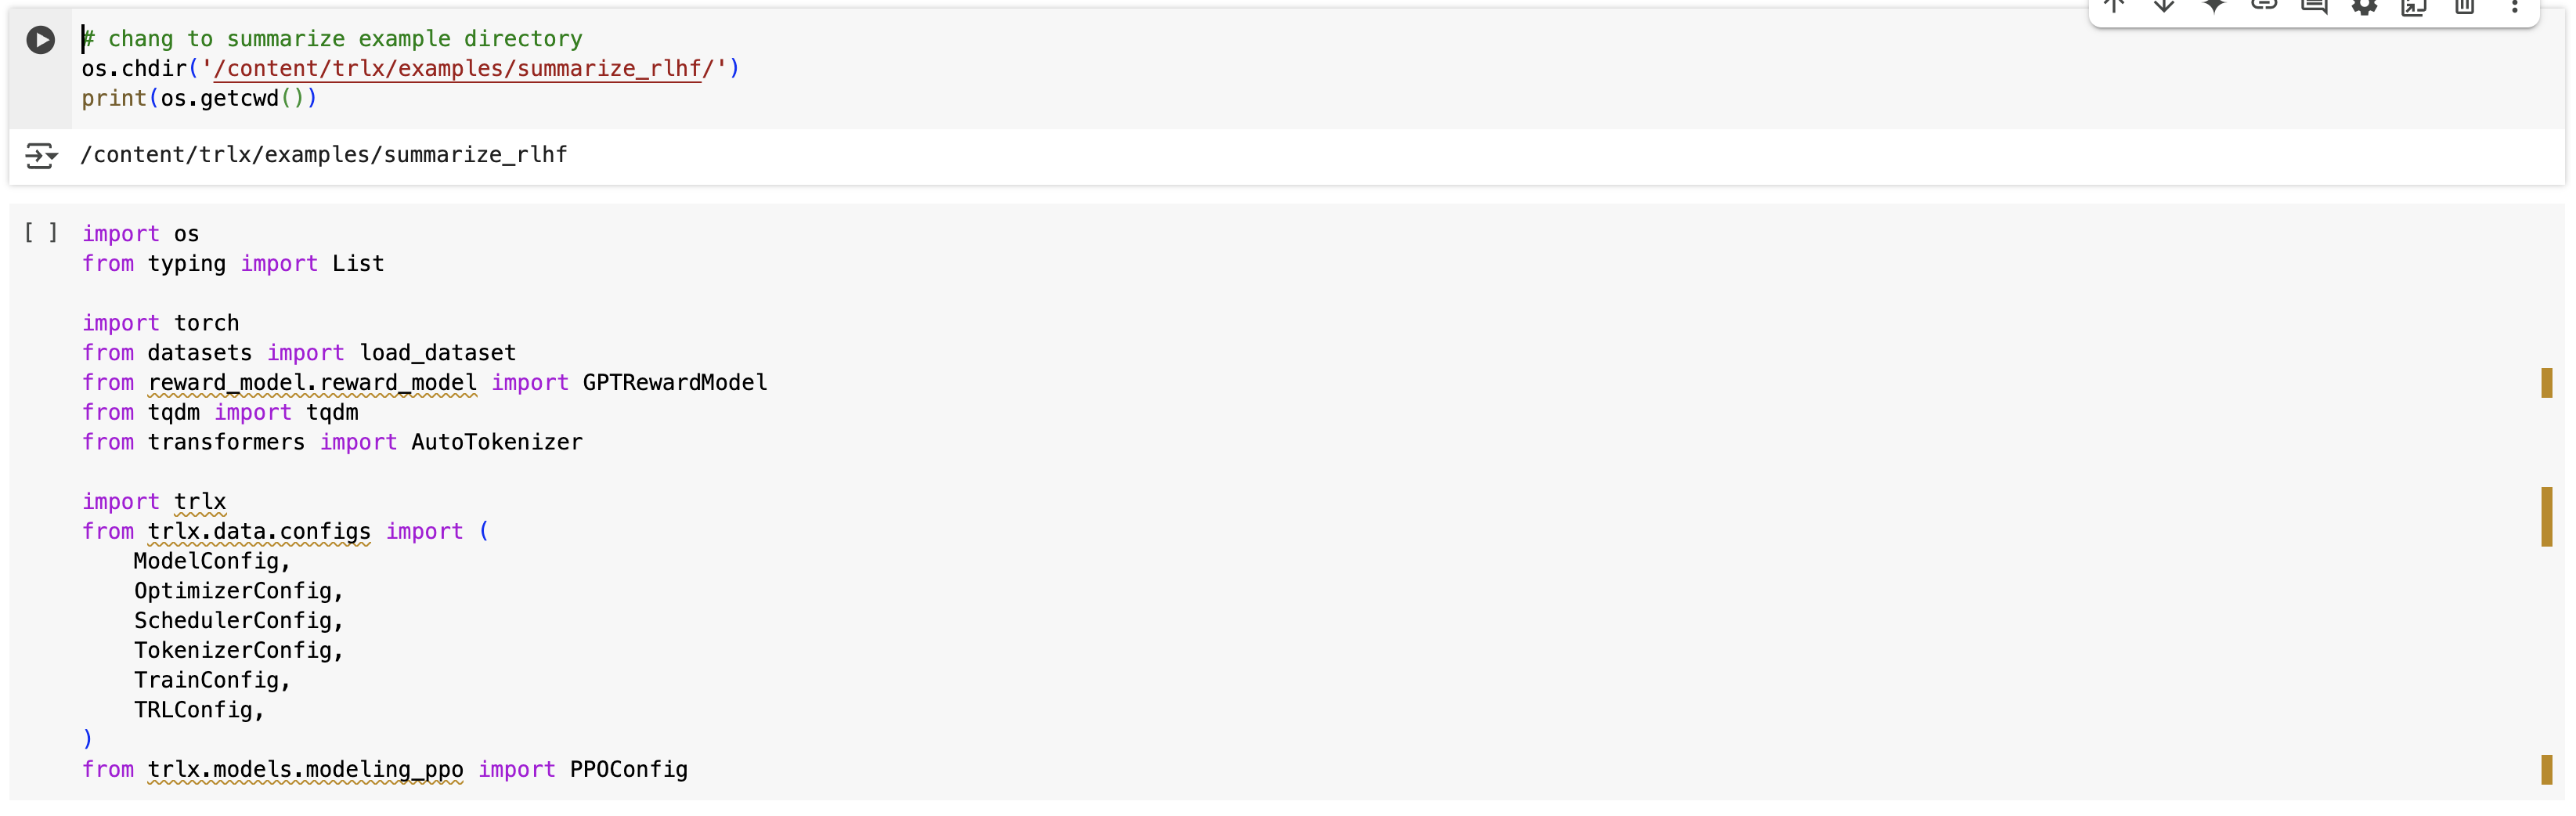 # chang to summarize example directory
os.chdir('/content/trlx/examples/summarize_rlhf/')
print(os.getcwd())
/content/trlx/examples/summarize_rlhf
[ ]
import os
from typing import List
import torch
from datasets import load_dataset
from reward_model.reward_model import GPTRewardModel
from tqdm import tqdm
from transformers import AutoTokenizer
import trlx
from trlx.data.configs import (
    ModelConfig,
    OptimizerConfig,
    SchedulerConfig,
    TokenizerConfig,
    TrainConfig,
    TRLConfig,
)
from trlx.models.modeling_ppo import PPOConfig